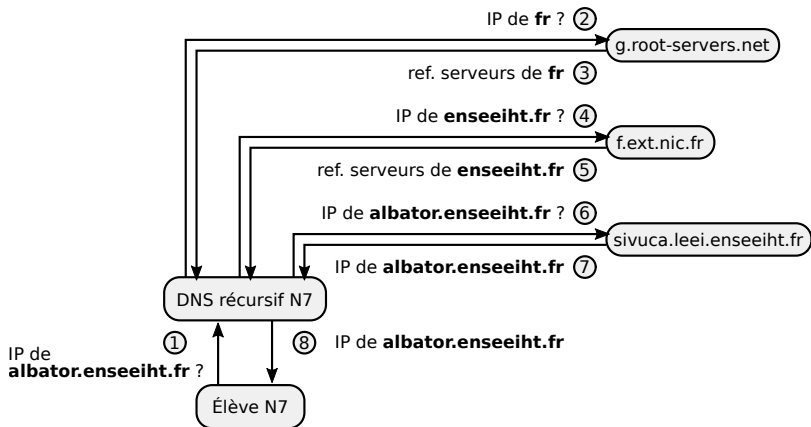 IP de fr ? 2
g.root-servers.net
ref. serveurs de fr 3
IP de enseeiht.fr ? 4
f.ext.nic.fr
ref. serveurs de enseeiht.fr 5
IP de albator.enseeiht.fr ? 6
sivuca.leei.enseeiht.fr
IP de albator.enseeiht.fr 7
DNS récursif N7
1
IP de
albator.enseeiht.fr ?
8 IP de albator.enseeiht.fr
Élève N7